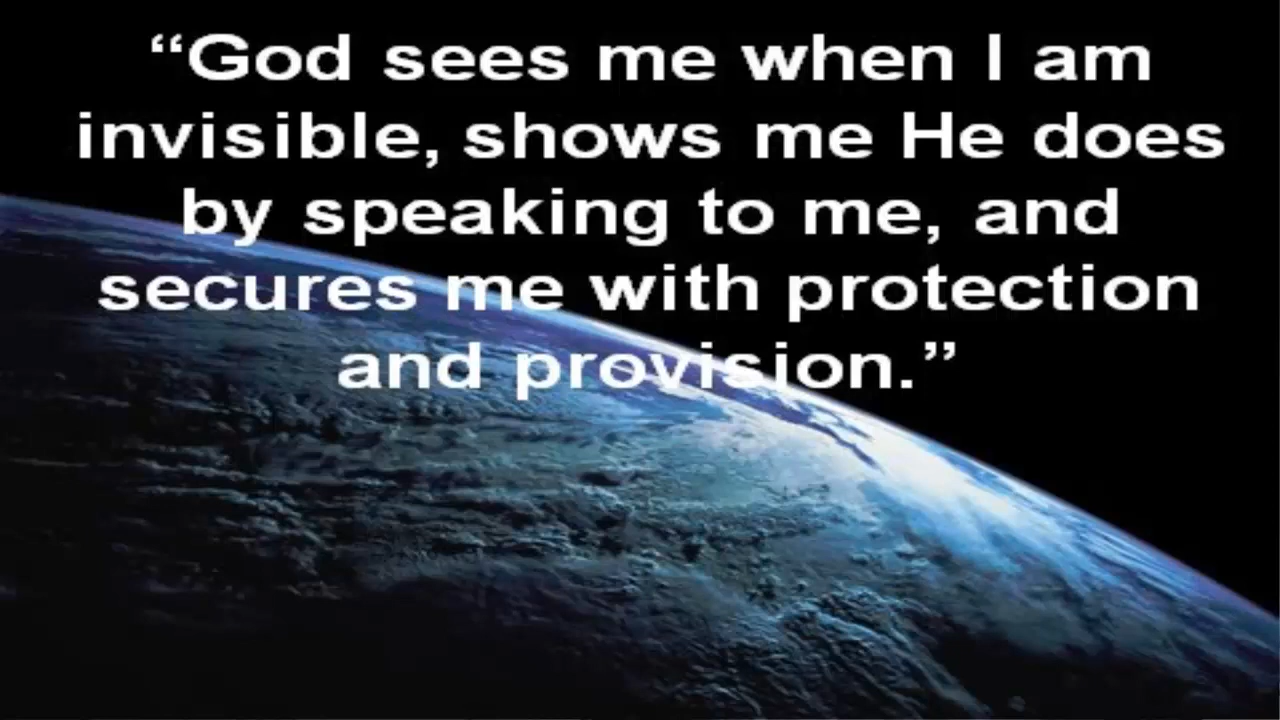 “God sees me when I am
invisible, shows me He does
by speaking to me, and
secures me with protection
and provision.”